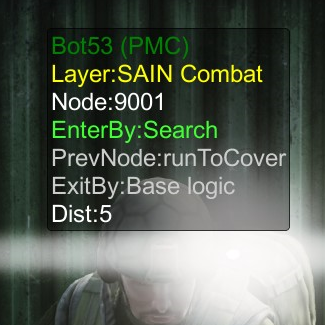 Bot53 (PMC)
Layer:SAIN Combat
Node:9001
EnterBy:Search
PrevNode:runToCover
ExitBy:Base logic
Dist:5